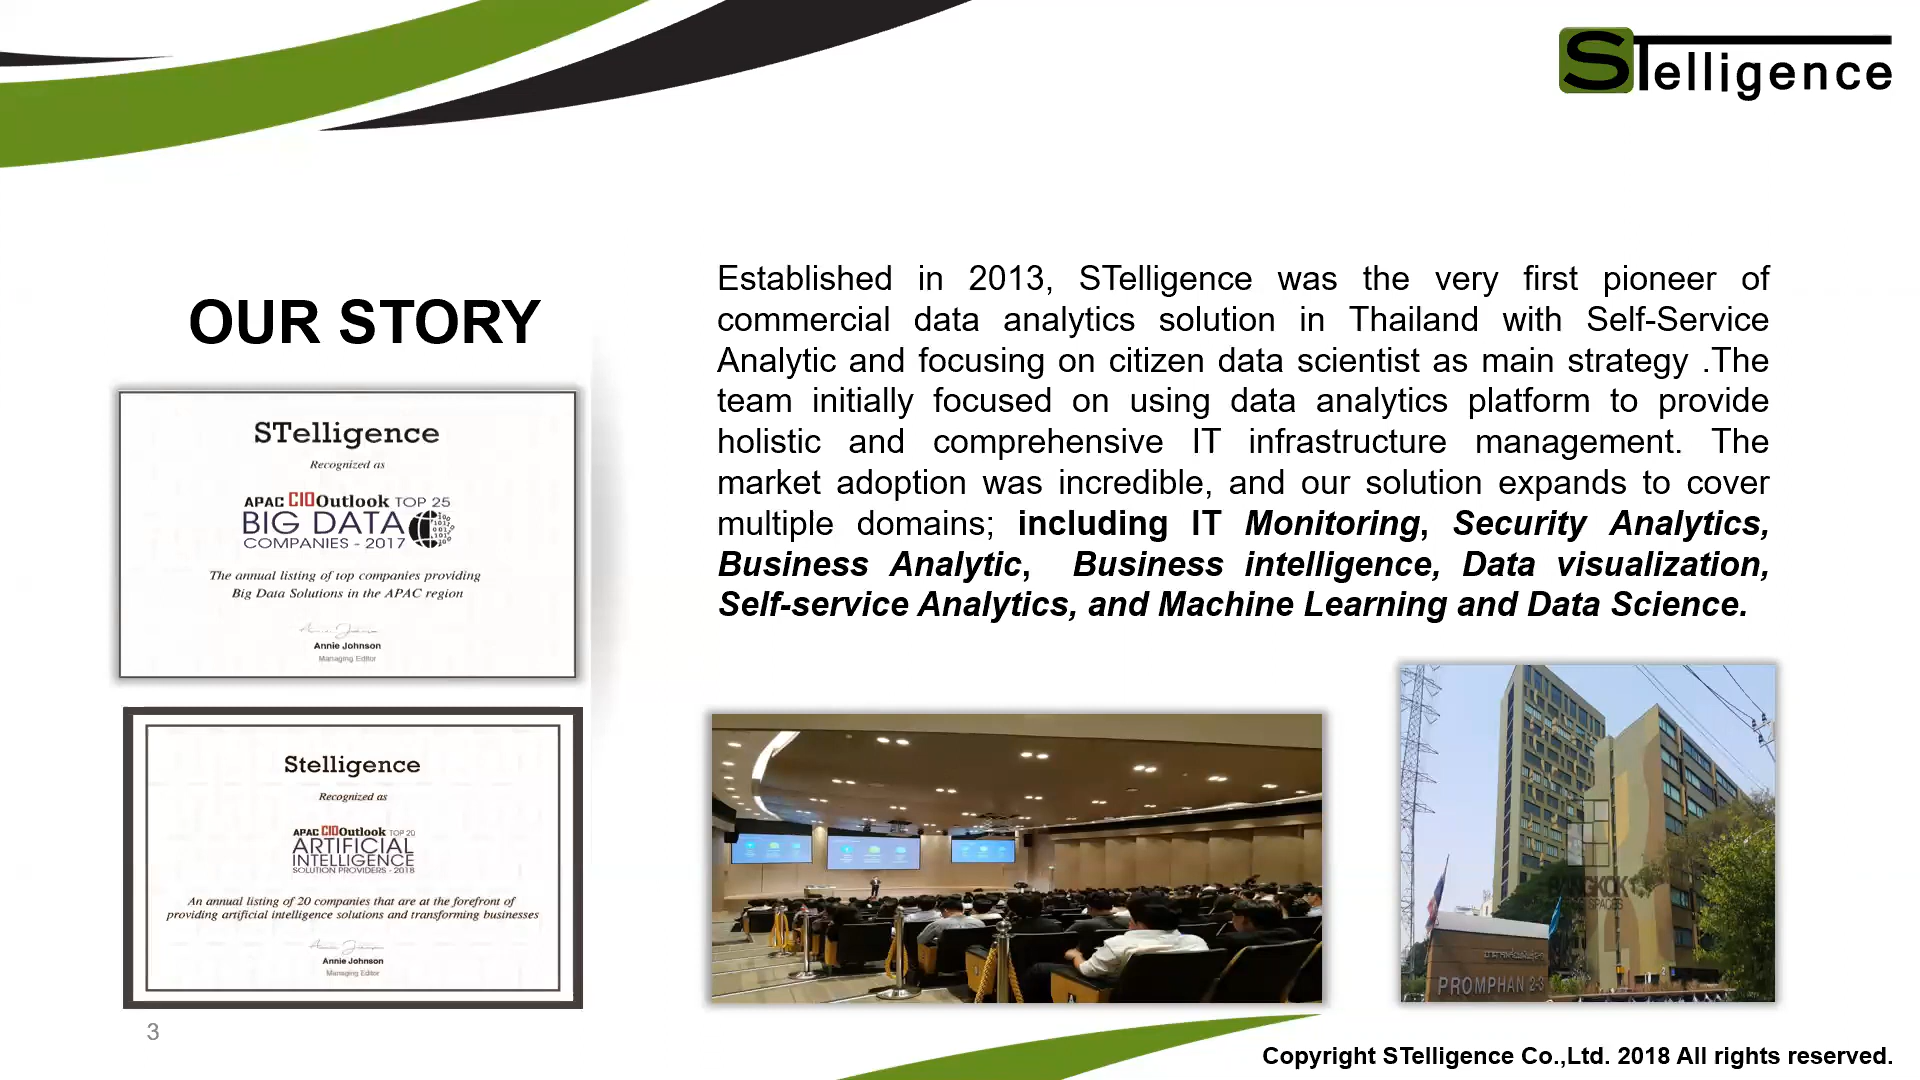 STelligence
OUR STORY
Established in 2013, STelligence was the very first pioneer of
commercial data analytics solution in Thailand with Self-Service
Analytic and focusing on citizen data scientist as main strategy .The
team initially focused on using data analytics platform to provide
holistic and comprehensive IT infrastructure management. The
market adoption was incredible, and our solution expands to cover
multiple domains; including IT Monitoring, Security Analytics,
Business Analytic, Business intelligence, Data visualization,
Self-service Analytics, and Machine Learning and Data Science.
STelligence
Recognized as
APAC CIOOutlook TOP 25
BIG DATA
COMPANIES - 2017
The annual listing of top companies providing
Big Data Solutions in the APAC region
Annie Johnson
Managing Editor
Stelligence
Recognized as
APAC CIOOutlook TOP 20
ARTIFICIAL
INTELLIGENCE
SOLUTION PROVIDERS - 2018
An annual listing of 20 companies that are at the forefront of
providing artificial intelligence solutions and transforming businesses
Annie Johnson
Managing Editor
BANGKOK
SPACES
PROMPHAN 2-3
3
Copyright STelligence Co.,Ltd. 2018 All rights reserved.